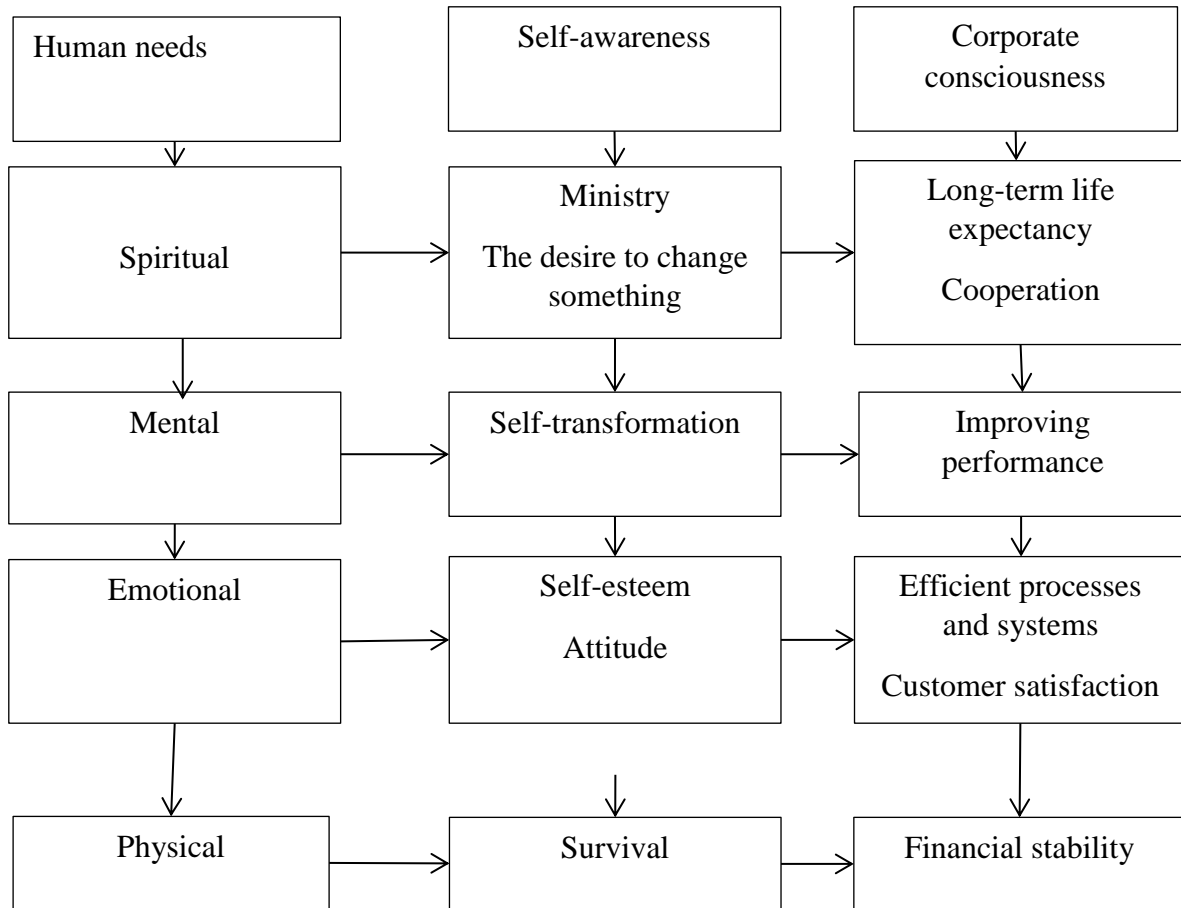 Human needs
Self-awareness
Corporate
consciousness
Spiritual
Ministry
The desire to change
something
Long-term life
expectancy
Cooperation
Mental
Self-transformation
Improving
performance
Emotional
Self-esteem
Attitude
Efficient processes
and systems
Customer satisfaction
Physical
Survival
Financial stability